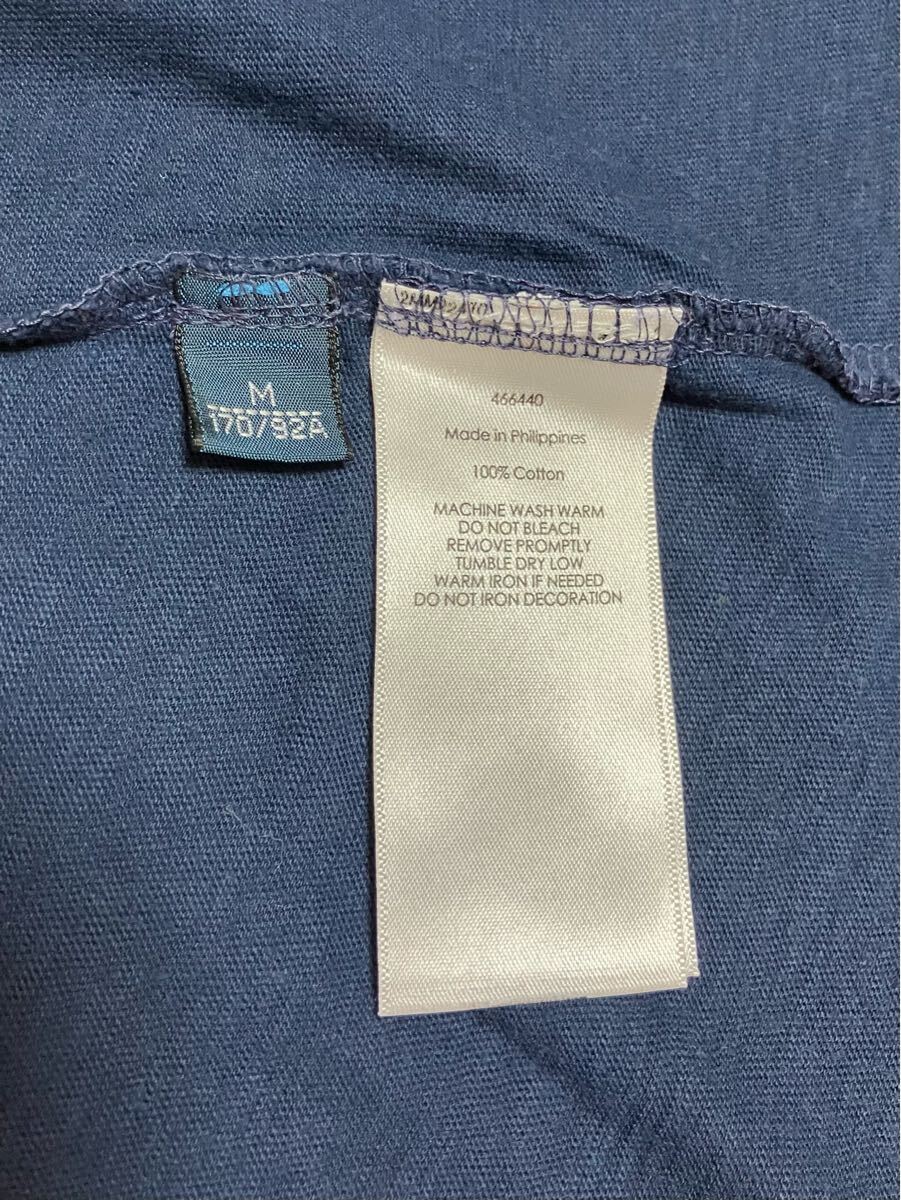 M
170/92A
466440
Made in Philippines
100% Cotton
MACHINE WASH WARM
DO NOT BLEACH
REMOVE PROMPTLY
TUMBLE DRY LOW
WARM IRON IF NEEDED
DO NOT IRON DECORATION